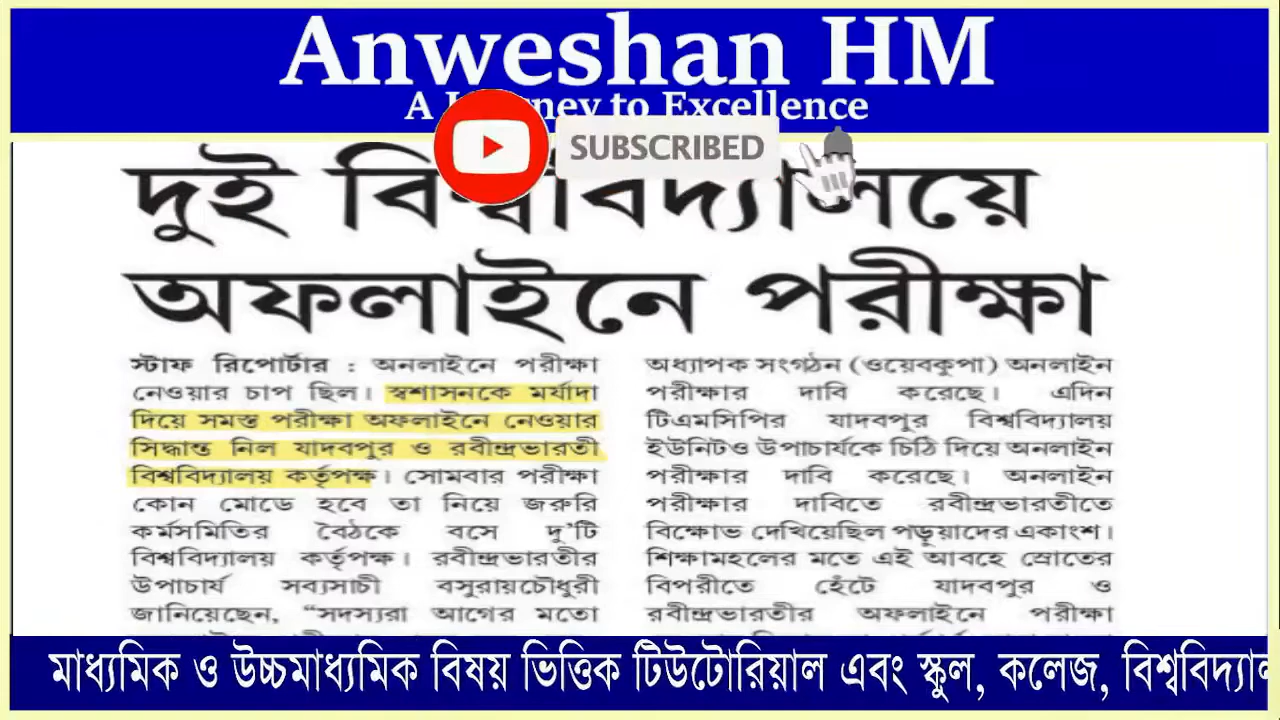 Anweshan HM
A Journey to Excellence
SUBSCRIBED
দুই বিশ্ববিদ্যালয়ে
অফলাইনে পরীক্ষা
স্টাফ রিপোর্টার : অনলাইনে পরীক্ষা
নেওয়ার চাপ ছিল। স্বশাসনকে মর্যাদা
দিয়ে সমস্ত পরীক্ষা অফলাইনে নেওয়ার
সিদ্ধান্ত নিল যাদবপুর ও রবীন্দ্রভারতী
বিশ্ববিদ্যালয় কর্তৃপক্ষ। সোমবার পরীক্ষা
কোন মোডে হবে তা নিয়ে জরুরি
কর্মসমিতির বৈঠকে বসে দু’টি
বিশ্ববিদ্যালয় কর্তৃপক্ষ। রবীন্দ্রভারতীর
উপাচার্য সব্যসাচী বসুরায়চৌধুরী
জানিয়েছেন, “সদস্যরা আগের মতো
অধ্যাপক সংগঠন (ওয়েবকুপা) অনলাইন
পরীক্ষার দাবি করেছে। এদিন
টিএমসিপির যাদবপুর বিশ্ববিদ্যালয়
ইউনিটও উপাচার্যকে চিঠি দিয়ে অনলাইন
পরীক্ষার দাবি করেছে। অনলাইন
পরীক্ষার দাবিতে রবীন্দ্রভারতীতে
বিক্ষোভ দেখিয়েছিল পড়ুয়াদের একাংশ।
শিক্ষামহলের মতে এই আবহে স্রোতের
বিপরীতে হেঁটে যাদবপুর ও
রবীন্দ্রভারতীর অফলাইনে পরীক্ষা
মাধ্যমিক ও উচ্চমাধ্যমিক বিষয় ভিত্তিক টিউটোরিয়াল এবং স্কুল, কলেজ,